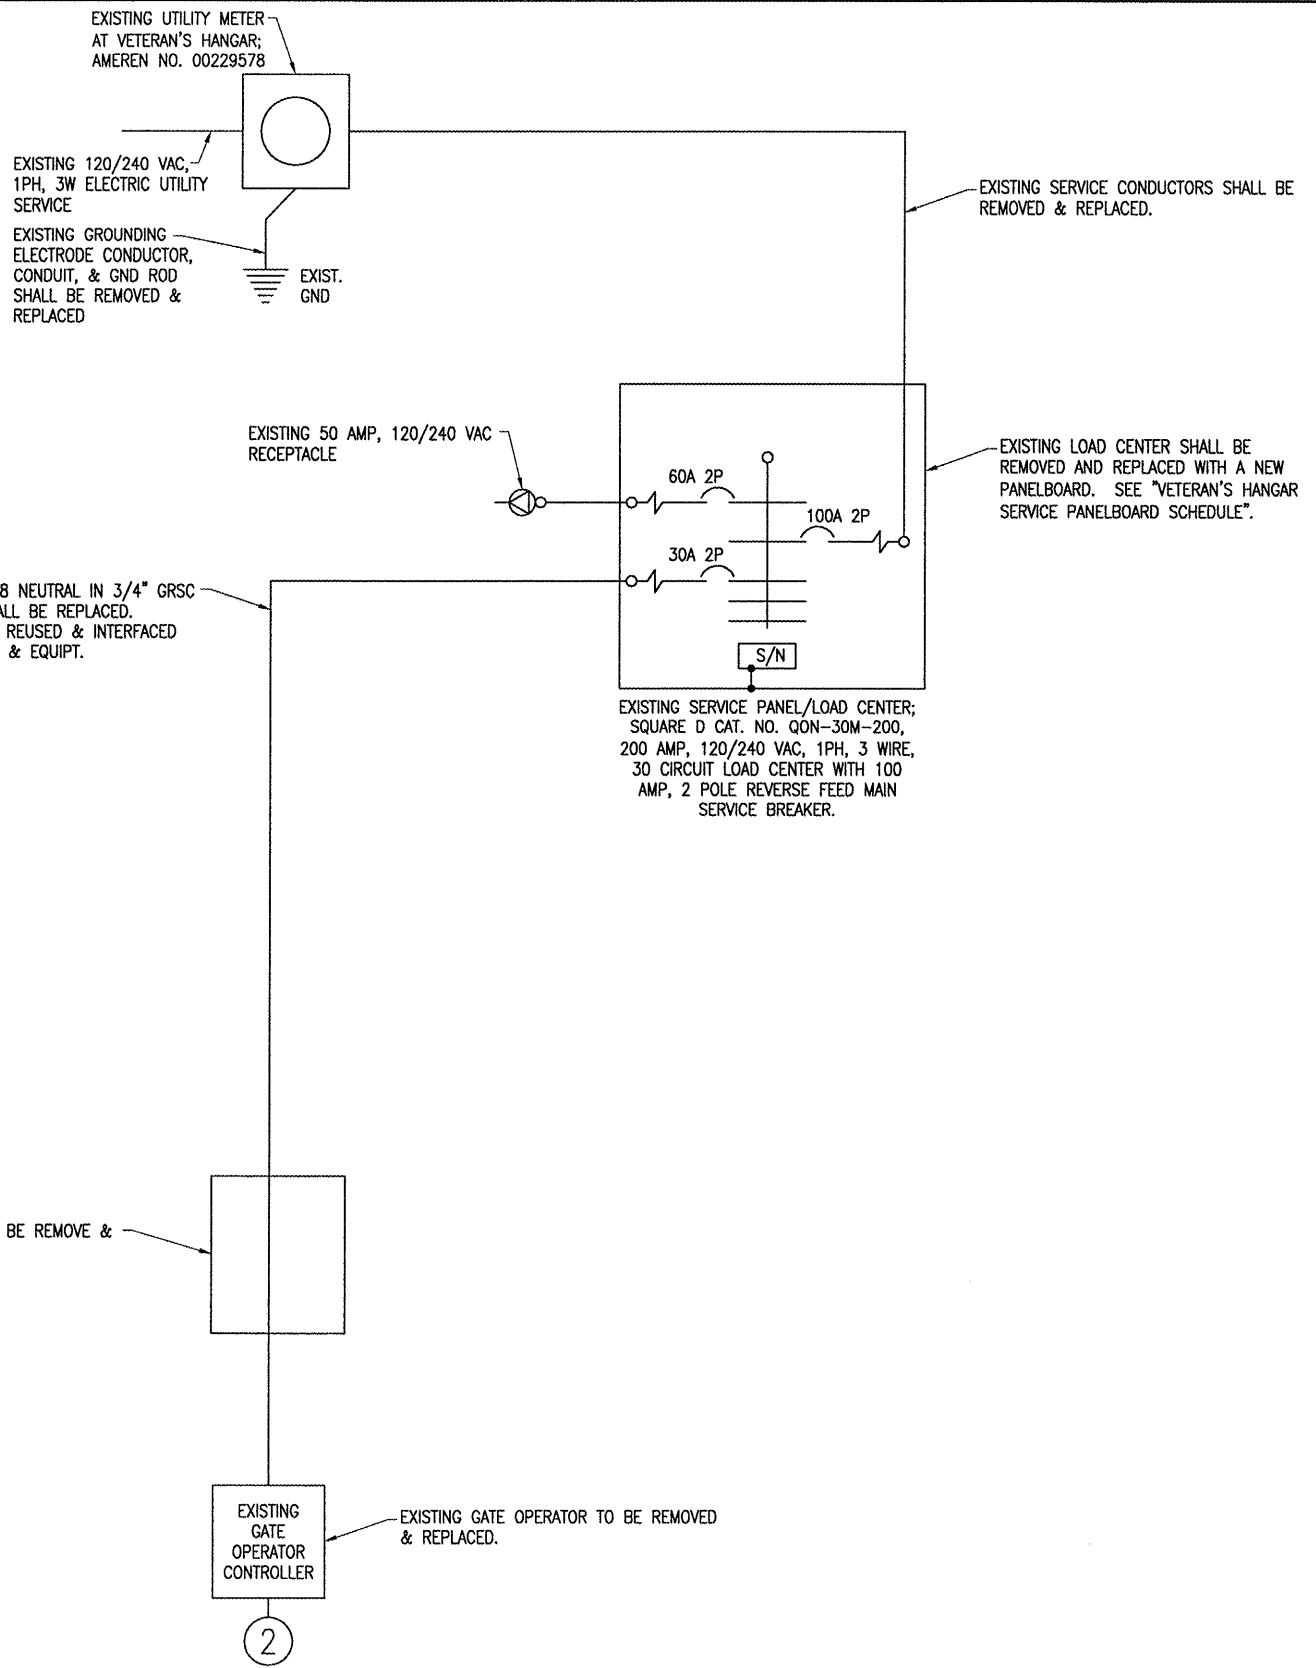 EXISTING UTILITY METER
AT VETERAN'S HANGAR;
AMEREN NO. 00229578
EXISTING 120/240 VAC,
1PH, 3W ELECTRIC UTILITY
SERVICE
EXISTING GROUNDING
ELECTRODE CONDUCTOR,
CONDUIT, & GND ROD
SHALL BE REMOVED &
REPLACED
EXIST.
GND
EXISTING SERVICE CONDUCTORS SHALL BE
REMOVED & REPLACED.
EXISTING 50 AMP, 120/240 VAC
RECEPTACLE
60A 2P
100A 2P
30A 2P
S/N
EXISTING LOAD CENTER SHALL BE
REMOVED AND REPLACED WITH A NEW
PANELBOARD. SEE "VETERAN'S HANGAR
SERVICE PANELBOARD SCHEDULE".
8 NEUTRAL IN 3/4" GRSC
ALL BE REPLACED.
REUSED & INTERFACED
& EQUIPT.
EXISTING SERVICE PANEL/LOAD CENTER;
SQUARE D CAT. NO. QON-30M-200,
200 AMP, 120/240 VAC, 1PH, 3 WIRE,
30 CIRCUIT LOAD CENTER WITH 100
AMP, 2 POLE REVERSE FEED MAIN
SERVICE BREAKER.
BE REMOVE &
EXISTING
GATE
OPERATOR
CONTROLLER
EXISTING GATE OPERATOR TO BE REMOVED
& REPLACED.
2